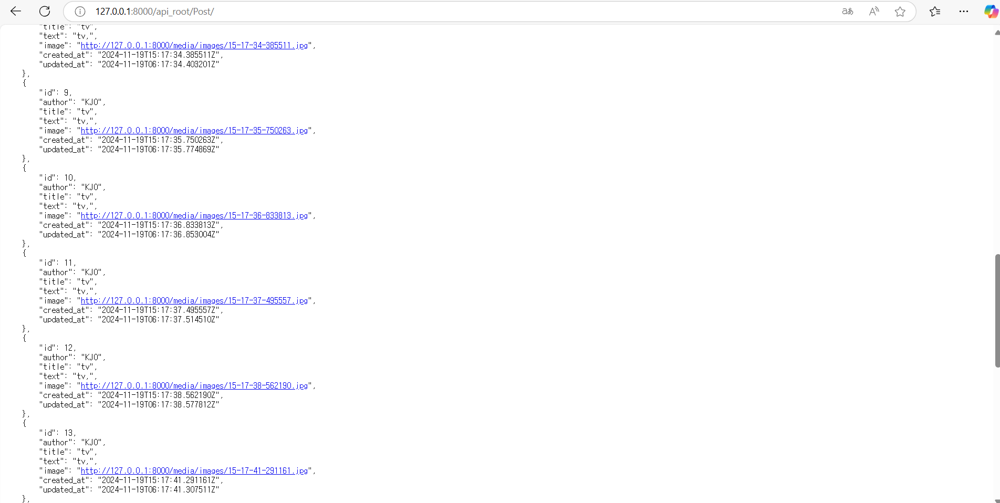 127.0.0.1:8000/api_root/Post/
"title": "tv",
"text": "tv,",
"image": "http://127.0.0.1:8000/media/images/15-17-34-385511.jpg",
"created_at": "2024-11-19T15:17:34.385511Z",
"updated_at": "2024-11-19T06:17:34.403201Z"
},
{
"id": 9,
"author": "KJO",
"title": "tv",
"text": "tv,",
"image": "http://127.0.0.1:8000/media/images/15-17-35-750263.jpg",
"created_at": "2024-11-19T15:17:35.750263Z",
"updated_at": "2024-11-19T06:17:35.774869Z"
},
{
"id": 10,
"author": "KJO",
"title": "tv",
"text": "tv,",
"image": "http://127.0.0.1:8000/media/images/15-17-36-833813.jpg",
"created_at": "2024-11-19T15:17:36.833813Z",
"updated_at": "2024-11-19T06:17:36.853004Z"
},
{
"id": 11,
"author": "KJO",
"title": "tv",
"text": "tv,",
"image": "http://127.0.0.1:8000/media/images/15-17-37-495557.jpg",
"created_at": "2024-11-19T15:17:37.495557Z",
"updated_at": "2024-11-19T06:17:37.514510Z"
},
{
"id": 12,
"author": "KJO",
"title": "tv",
"text": "tv,",
"image": "http://127.0.0.1:8000/media/images/15-17-38-562190.jpg",
"created_at": "2024-11-19T15:17:38.562190Z",
"updated_at": "2024-11-19T06:17:38.577812Z"
},
{
"id": 13,
"author": "KJO",
"title": "tv",
"text": "tv,",
"image": "http://127.0.0.1:8000/media/images/15-17-41-291161.jpg",
"created_at": "2024-11-19T15:17:41.291161Z",
"updated_at": "2024-11-19T06:17:41.307511Z"
},